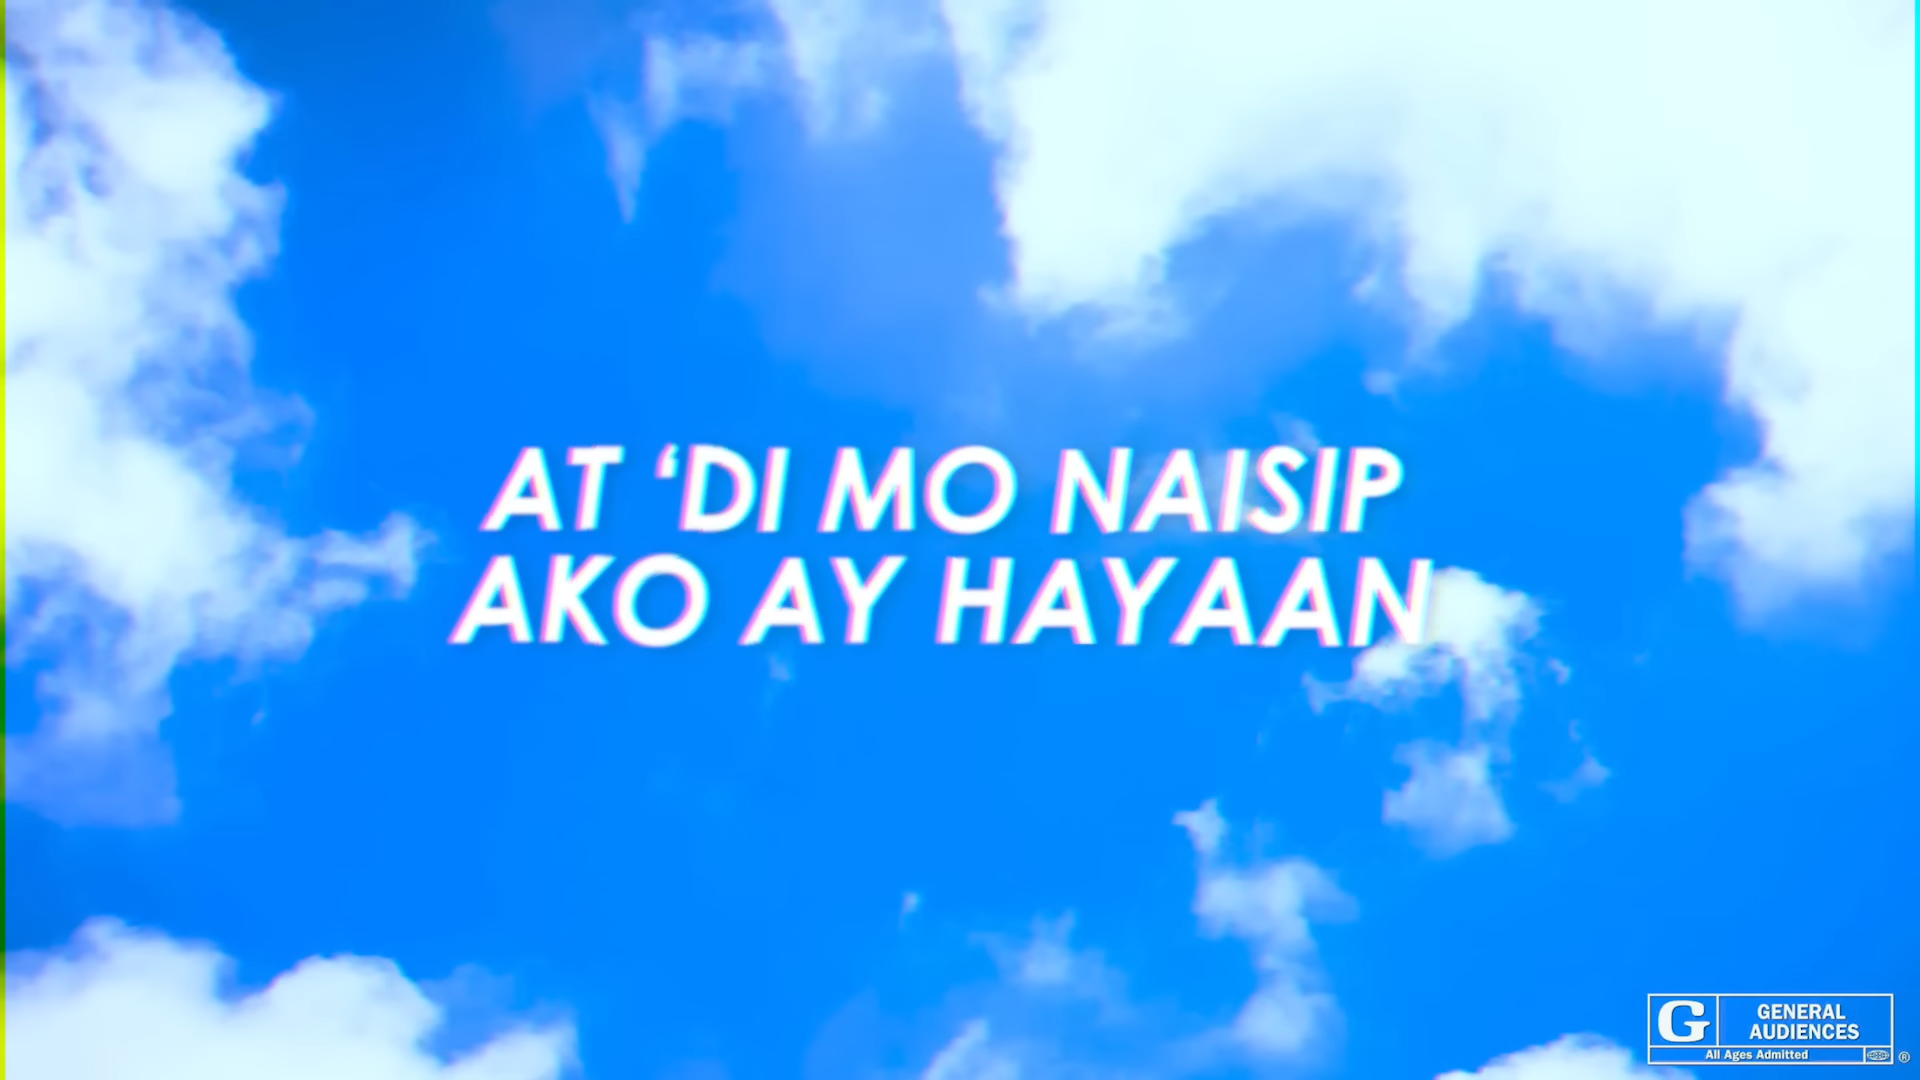 AT ‘DI MO NAISIP
AKO AY HAYAAN
G
GENERAL
AUDIENCES
All Ages Admitted
®